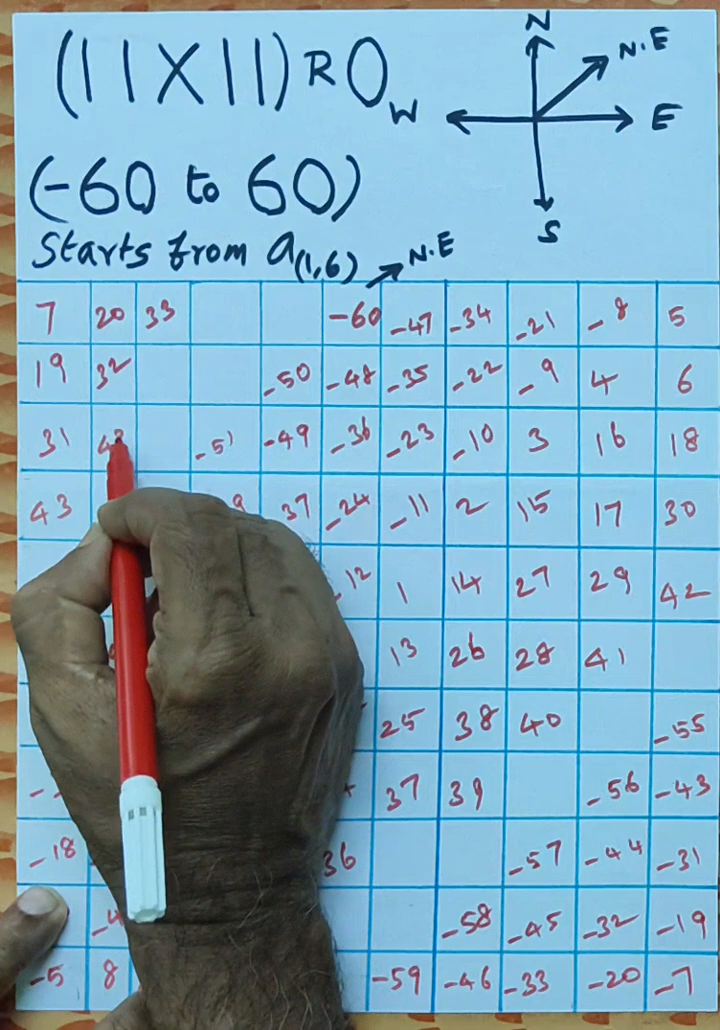 (11X11) RO
N
N.E
W
E
S
(-60 to 60)
Starts from a(1,6) N.E
7 20 33 -60 -47 -34 -21 -8 5
19 32 -50 -48 -35 -22 -9 4 6
31 -51 -49 -36 -23 -10 3 16 18
43 37 -24 -11 2 15 17 30
12 1 14 27 29 42
13 26 28 41
25 38 40 -55
37 39 -56 -43
-18 36 -57 -44 -31
-58 -45 -32 -19
-5 8 -59 -46 -33 -20 -7